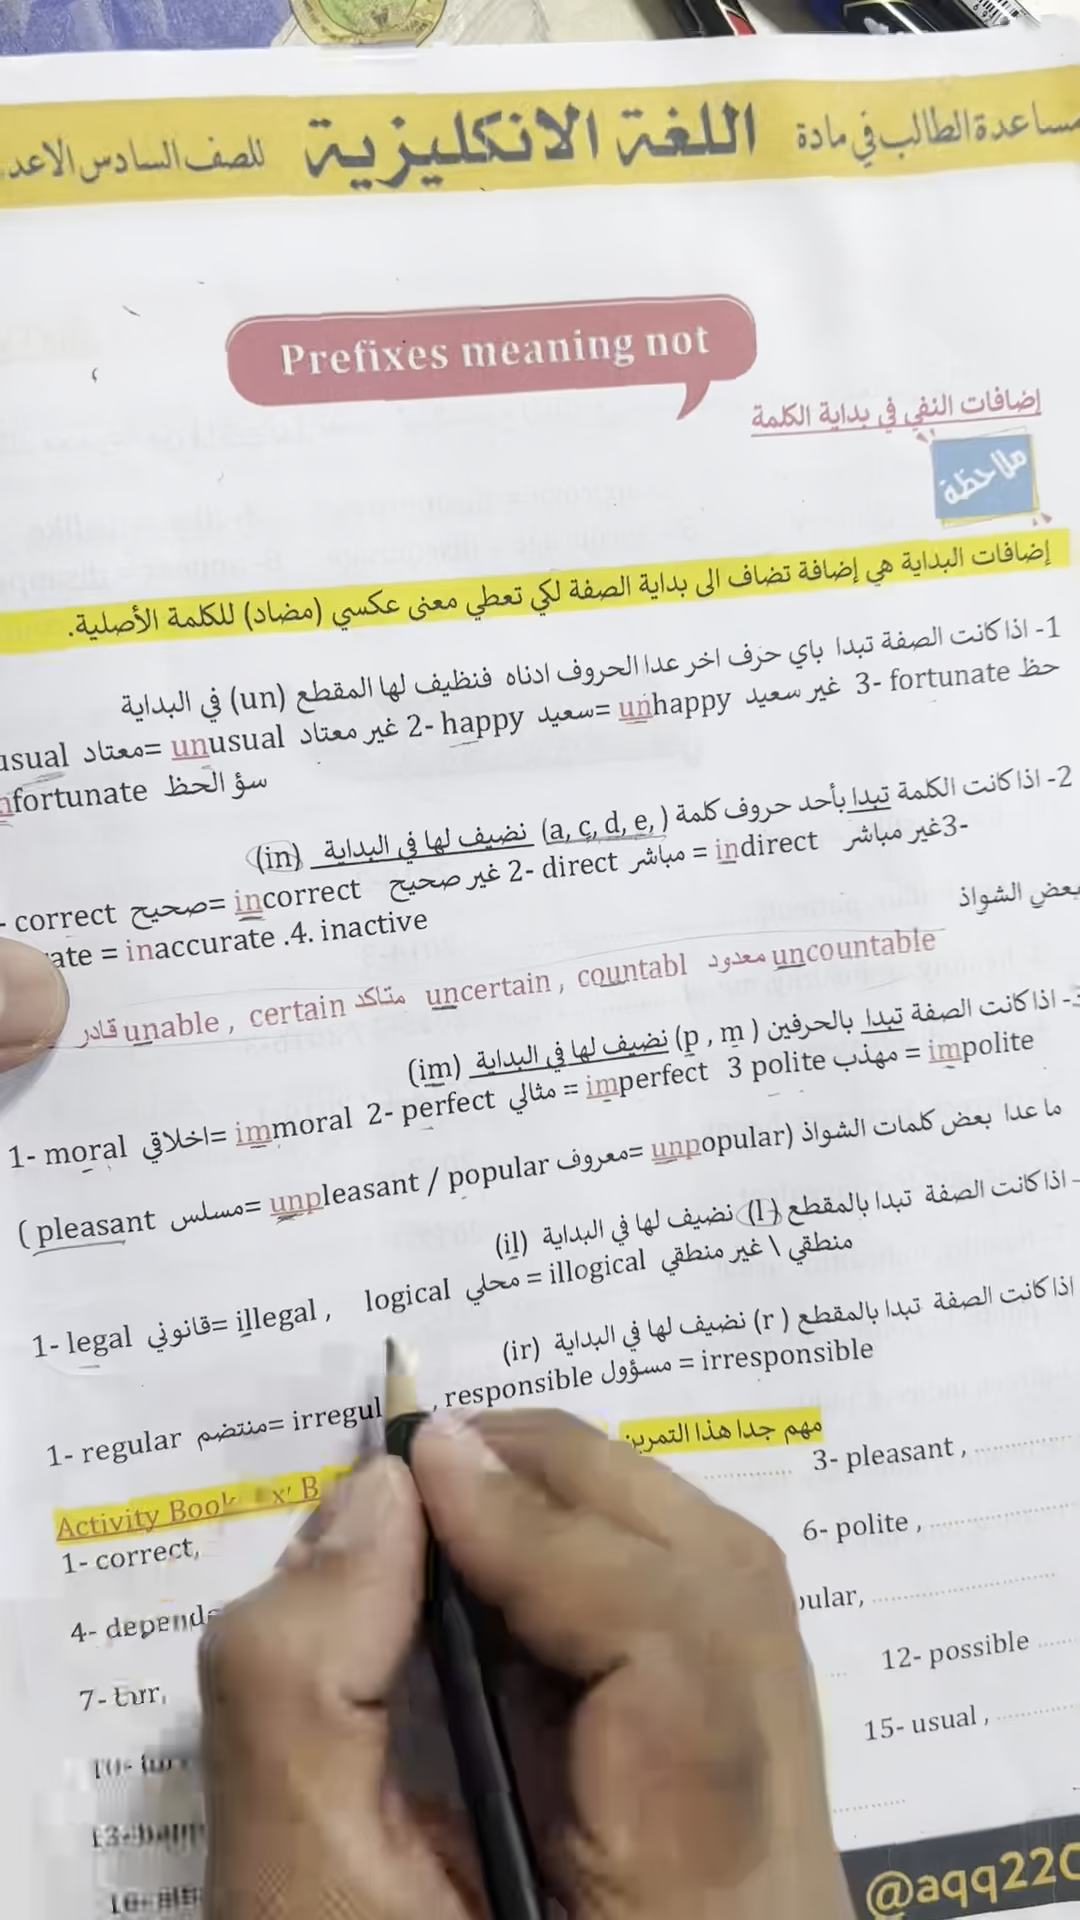 مساعدة الطالب في مادة اللغة الانكليزية للصف السادس الاعد
Prefixes meaning not
إضافات النفي في بداية الكلمة
ملاحظة
إضافات البداية هي إضافة تضاف الى بداية الصفة لكي تعطي معنى عكسي (مضاد) للكلمة الأصلية.
1- اذا كانت الصفة تبدا باي حرف اخر عدا الحروف ادناه فنظيف لها المقطع (un) في البداية
usual معتاد= unusual غير معتاد 2- happy سعيد= unhappy غير سعيد 3- fortunate حظ
nfortunate سؤ الحظ
2- اذا كانت الكلمة تبدا بأحد حروف كلمة (a, c, d, e, ) نضيف لها في البداية (in)
- correct صحيح= incorrect غير صحيح 2- direct مباشر = indirect غير مباشر 3-
ate = inaccurate .4. inactive
بعض الشواذ
قادر unable , certain متاكد uncertain , countabl معدود uncountable
- اذا كانت الصفة تبدا بالحرفين (p , m ) نضيف لها في البداية (im)
1- moral اخلاقي= immoral 2- perfect مثالي = imperfect 3 polite مهذب = impolite
ما عدا بعض كلمات الشواذ (pleasant مسلس= unpleasant / popular معروف= unpopular)
- اذا كانت الصفة تبدا بالمقطع (l) نضيف لها في البداية (il)
1- legal قانوني= illegal , logical محلي = illogical منطقي \ غير منطقي
اذا كانت الصفة تبدا بالمقطع (r ) نضيف لها في البداية (ir)
1- regular منتضم= irregul , responsible مسؤول = irresponsible
Activity Book B مهم جدا هذا التمرين
1- correct, 3- pleasant ,
4- 6- polite ,
7- pular,
12- possible
15- usual ,
@aqq220